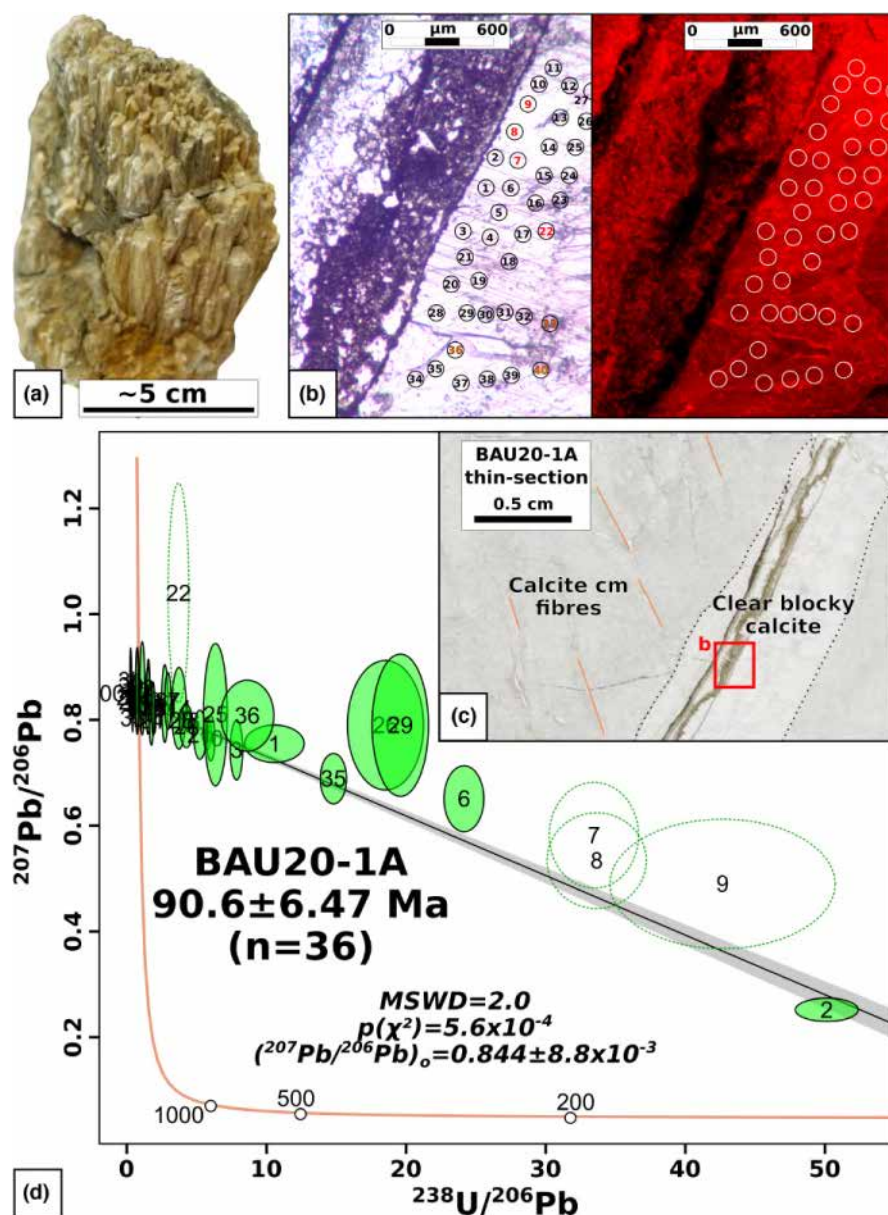 (a)
~5 cm
(b)
0 600
μm
0 600
μm
11
10 12
27
9
13 26
8
14 25
2 7
15 24
1 6
16 23
5
3 4 17 22
21 18
20 19
28 29 30 31 32
36
35 40
34 37 38 39
(c)
BAU20-1A
thin-section
0.5 cm
Calcite cm
fibres
Clear blocky
calcite
b
(d)
²⁰⁷Pb/²⁰⁶Pb
1.2
1.0
0.8
0.6
0.4
0.2
22
25
36
3
1
35
29
6
7
8
9
2
BAU20-1A
90.6±6.47 Ma
(n=36)
MSWD=2.0
p(χ²)=5.6x10⁻⁴
(²⁰⁷Pb/²⁰⁶Pb)ₒ=0.844±8.8x10⁻³
1000
500
200
0 10 20 30 40 50
²³⁸U/²⁰⁶Pb